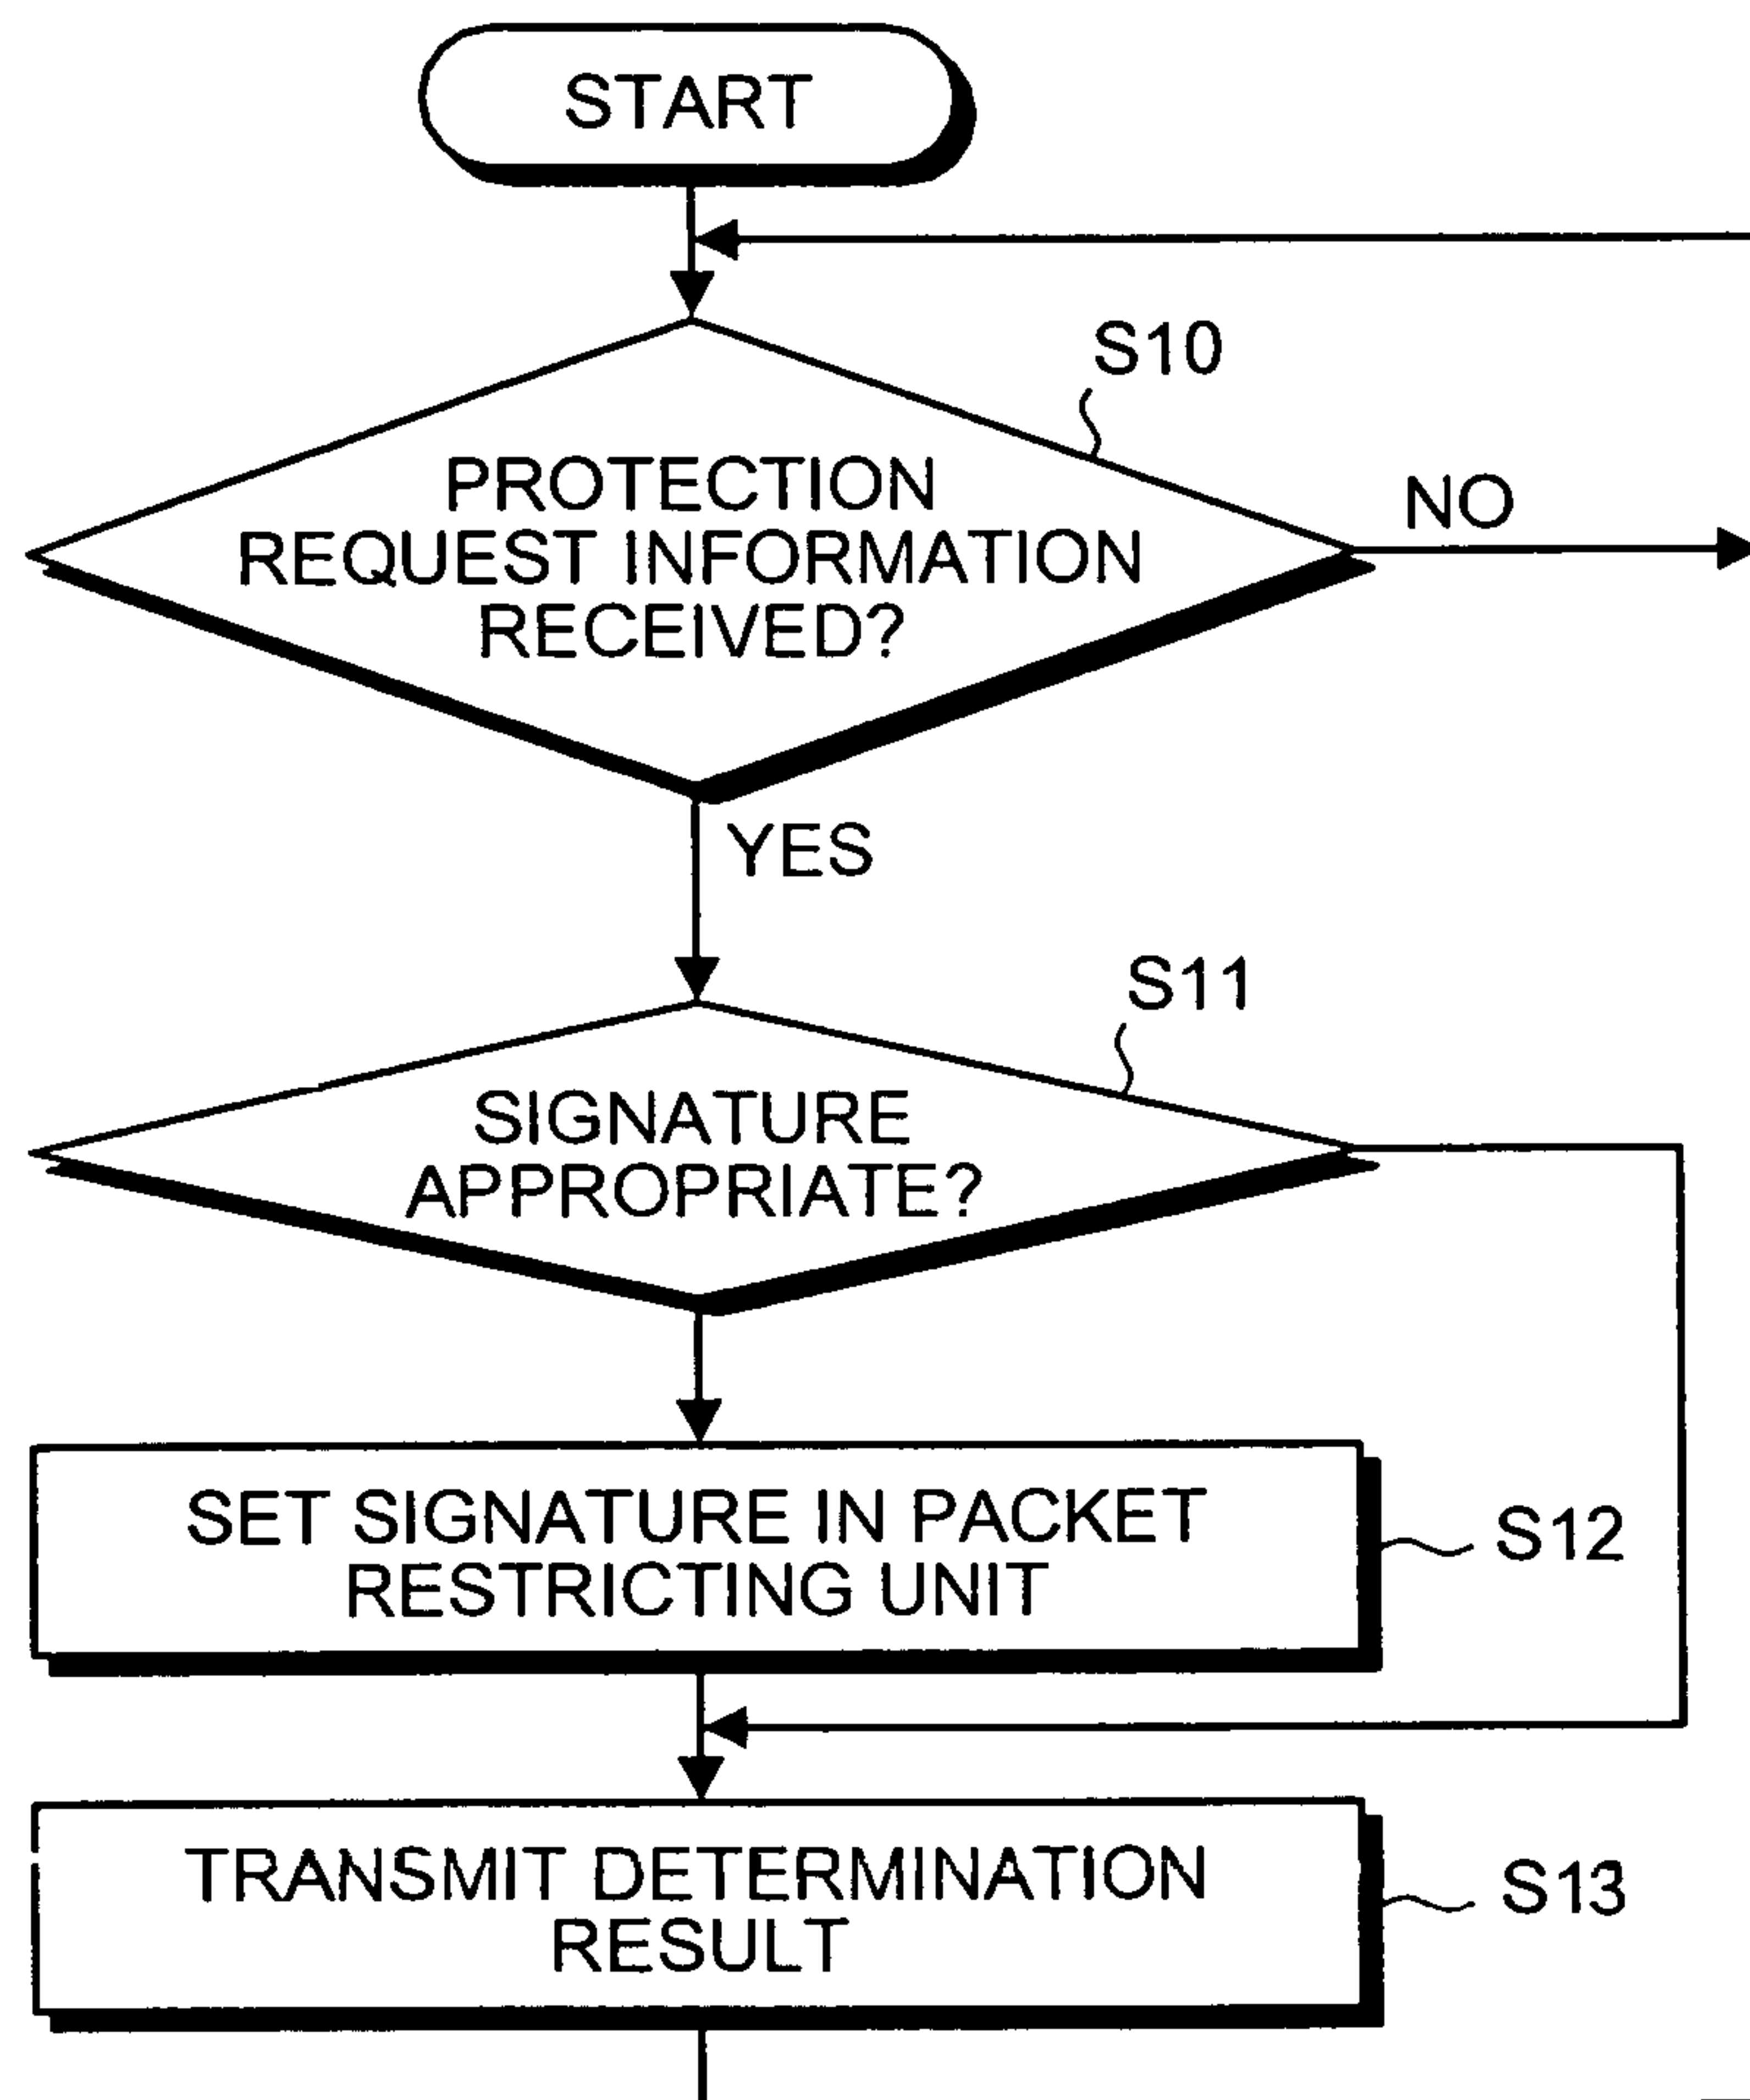 START
S10
PROTECTION
REQUEST INFORMATION
RECEIVED?
NO
YES
S11
SIGNATURE
APPROPRIATE?
SET SIGNATURE IN PACKET
RESTRICTING UNIT
S12
TRANSMIT DETERMINATION
RESULT
S13